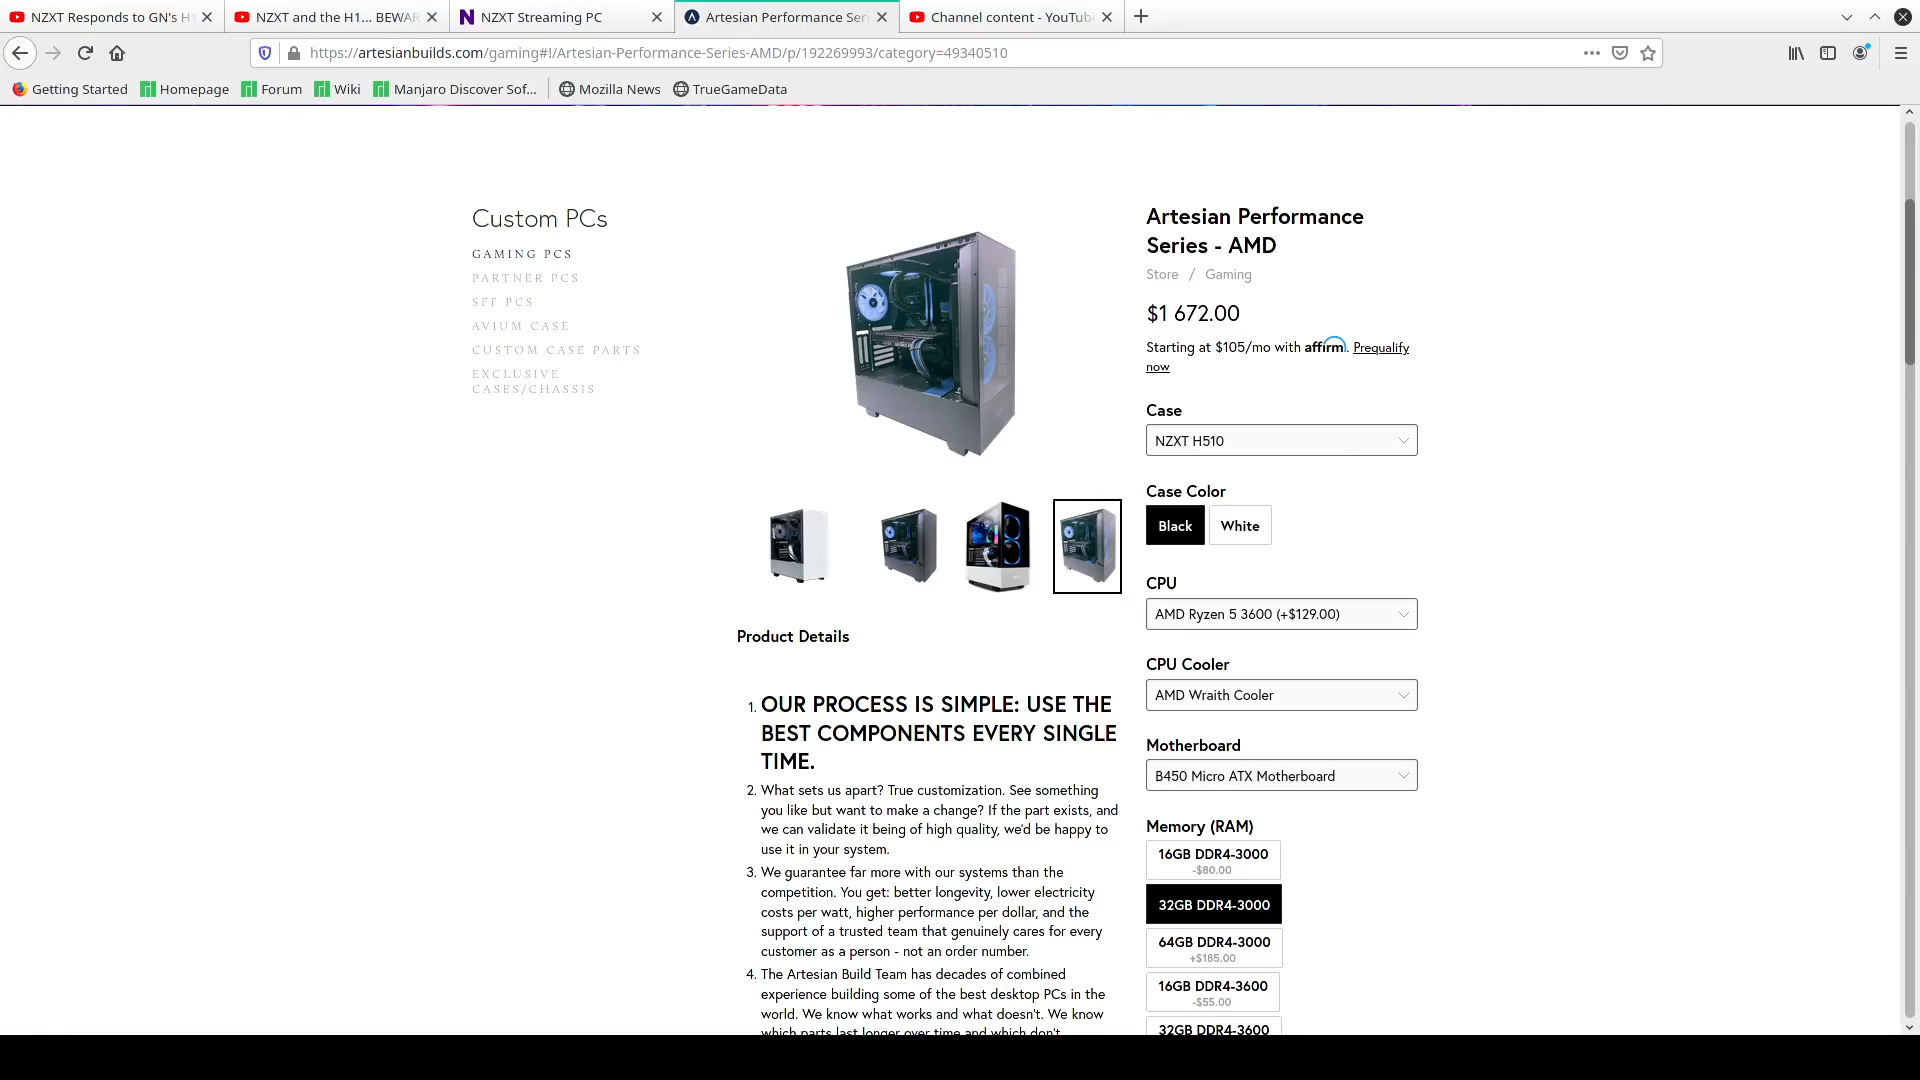 NZXT Responds to GN's H
NZXT and the H1... BEWAR
NZXT Streaming PC
Artesian Performance Ser
Channel content - YouTube
https://artesianbuilds.com/gaming#!/Artesian-Performance-Series-AMD/p/192269993/category=49340510
Getting Started
Homepage
Forum
Wiki
Manjaro Discover Sof...
Mozilla News
TrueGameData
Custom PCs
GAMING PCS
PARTNER PCS
SFF PCS
AVIUM CASE
CUSTOM CASE PARTS
EXCLUSIVE
CASES/CHASSIS
Product Details
1. OUR PROCESS IS SIMPLE: USE THE
BEST COMPONENTS EVERY SINGLE
TIME.
2. What sets us apart? True customization. See something
you like but want to make a change? If the part exists, and
we can validate it being of high quality, we'd be happy to
use it in your system.
3. We guarantee far more with our systems than the
competition. You get: better longevity, lower electricity
costs per watt, higher performance per dollar, and the
support of a trusted team that genuinely cares for every
customer as a person - not an order number.
4. The Artesian Build Team has decades of combined
experience building some of the best desktop PCs in the
world. We know what works and what doesn't. We know
which parts last longer over time and which don't.
Artesian Performance
Series - AMD
Store / Gaming
$1 672.00
Starting at $105/mo with affirm. Prequalify
now
Case
NZXT H510
Case Color
Black
White
CPU
AMD Ryzen 5 3600 (+$129.00)
CPU Cooler
AMD Wraith Cooler
Motherboard
B450 Micro ATX Motherboard
Memory (RAM)
16GB DDR4-3000
-$80.00
32GB DDR4-3000
64GB DDR4-3000
+$185.00
16GB DDR4-3600
-$55.00
32GB DDR4-3600